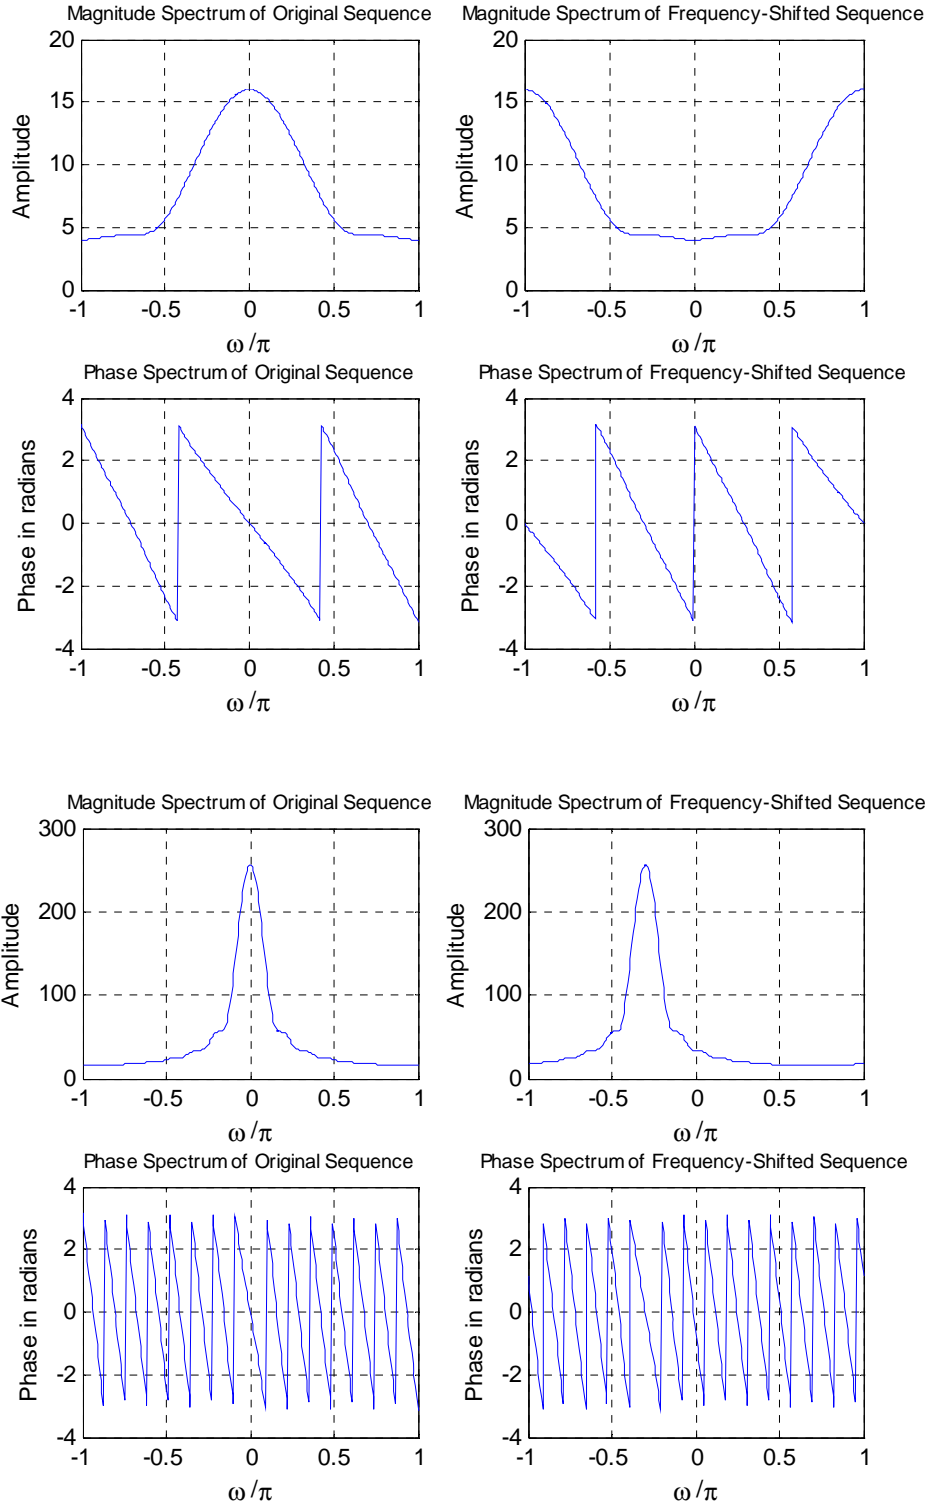 Magnitude Spectrum of Original Sequence
20
15
10
5
0
Amplitude
-1 -0.5 0 0.5 1
ω/π
Magnitude Spectrum of Frequency-Shifted Sequence
20
15
10
5
0
Amplitude
-1 -0.5 0 0.5 1
ω/π
Phase Spectrum of Original Sequence
4
2
0
-2
-4
Phase in radians
-1 -0.5 0 0.5 1
ω/π
Phase Spectrum of Frequency-Shifted Sequence
4
2
0
-2
-4
Phase in radians
-1 -0.5 0 0.5 1
ω/π
Magnitude Spectrum of Original Sequence
300
200
100
0
Amplitude
-1 -0.5 0 0.5 1
ω/π
Magnitude Spectrum of Frequency-Shifted Sequence
300
200
100
0
Amplitude
-1 -0.5 0 0.5 1
ω/π
Phase Spectrum of Original Sequence
4
2
0
-2
-4
Phase in radians
-1 -0.5 0 0.5 1
ω/π
Phase Spectrum of Frequency-Shifted Sequence
4
2
0
-2
-4
Phase in radians
-1 -0.5 0 0.5 1
ω/π